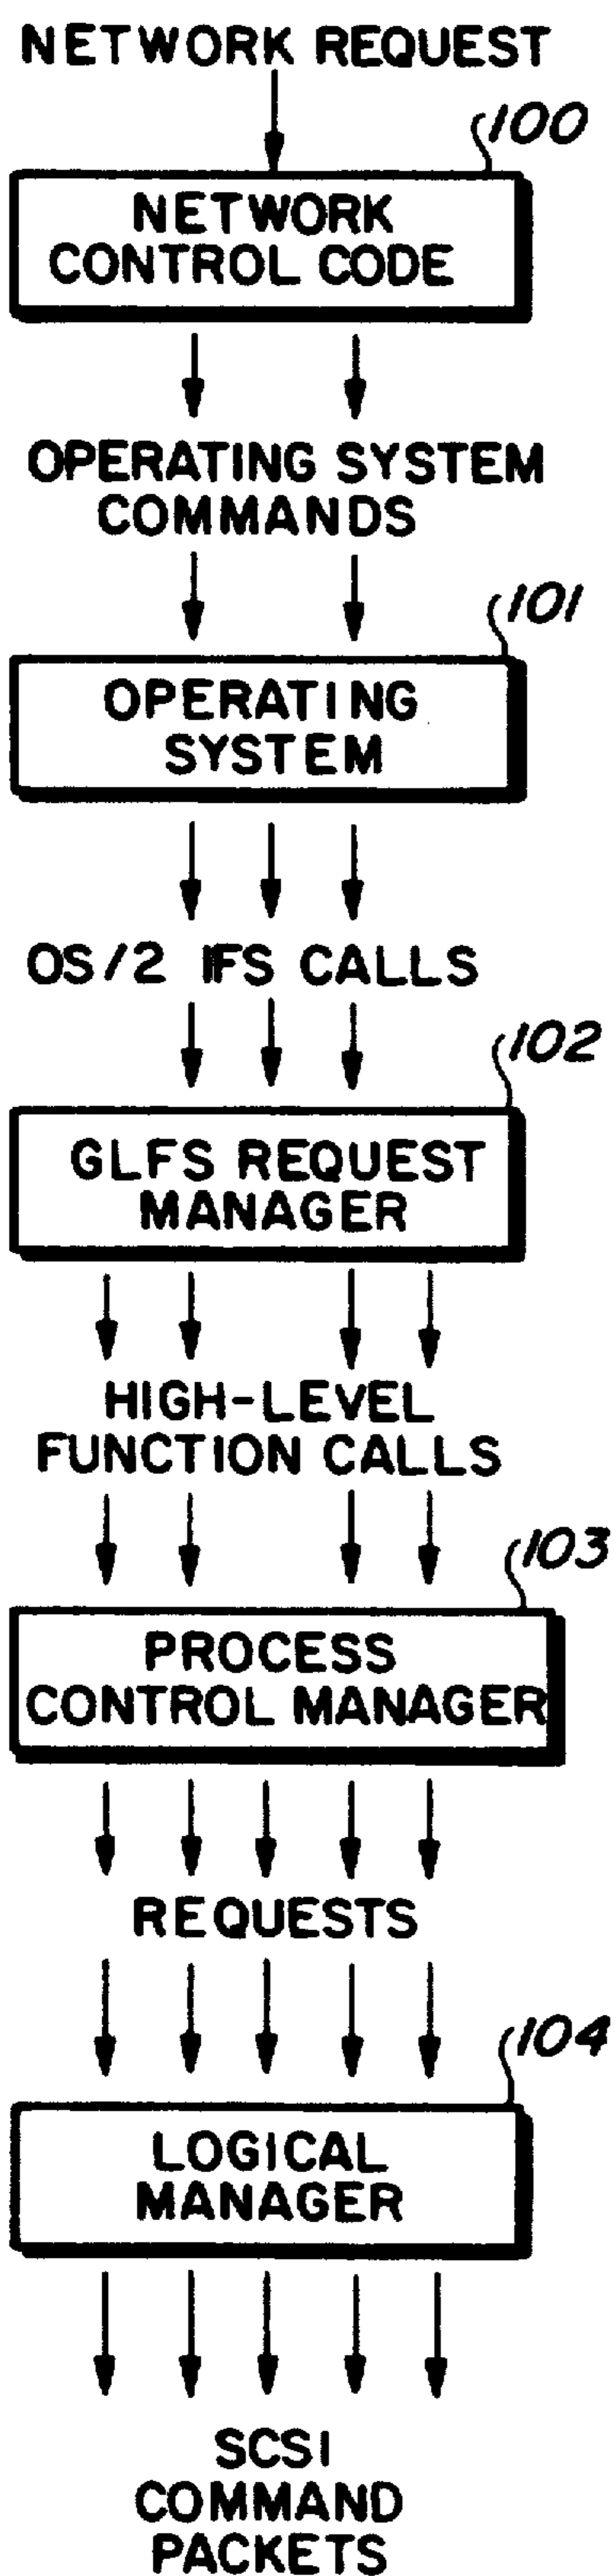 NETWORK REQUEST
100
NETWORK
CONTROL CODE
OPERATING SYSTEM
COMMANDS
101
OPERATING
SYSTEM
OS/2 IFS CALLS
102
GLFS REQUEST
MANAGER
HIGH-LEVEL
FUNCTION CALLS
103
PROCESS
CONTROL MANAGER
REQUESTS
104
LOGICAL
MANAGER
SCSI
COMMAND
PACKETS